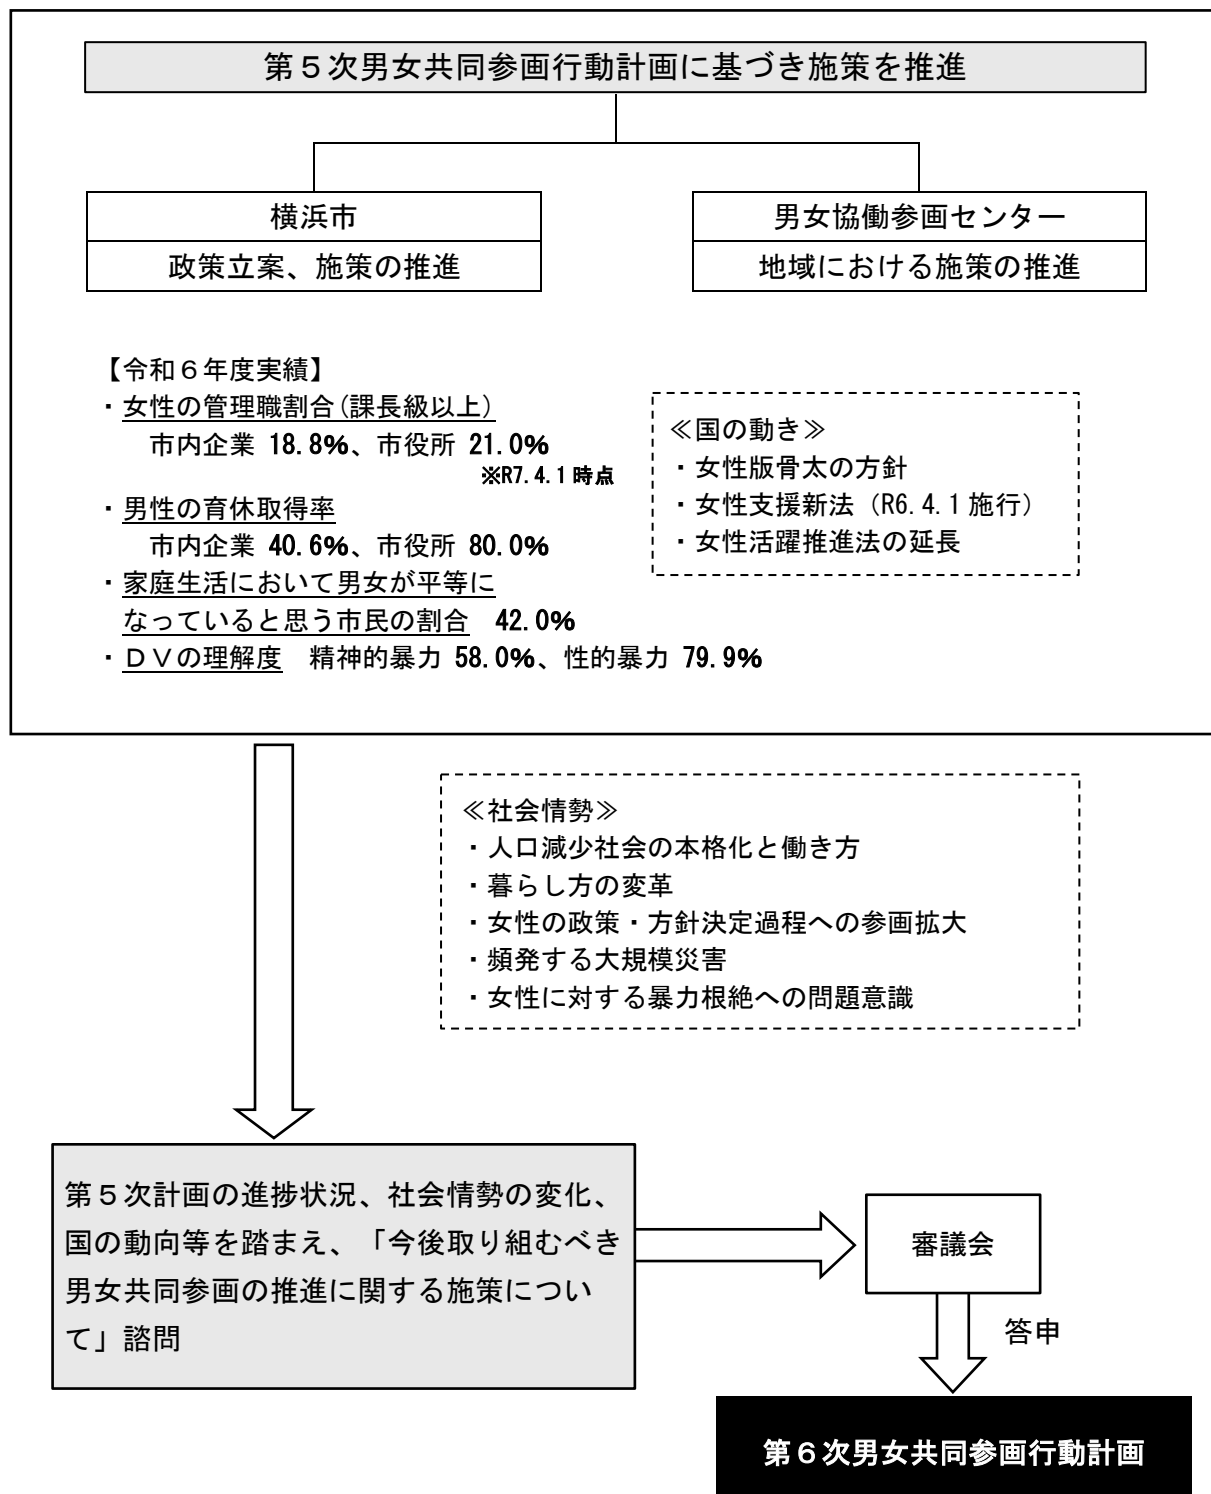 第５次男女共同参画行動計画に基づき施策を推進
横浜市
政策立案、施策の推進
男女協働参画センター
地域における施策の推進
【令和６年度実績】
・女性の管理職割合(課長級以上)
市内企業 18.8%、市役所 21.0%
※R7.4.1 時点
・男性の育休取得率
市内企業 40.6%、市役所 80.0%
・家庭生活において男女が平等に
なっていると思う市民の割合　42.0%
・ＤＶの理解度　精神的暴力 58.0%、性的暴力 79.9%
≪国の動き≫
・女性版骨太の方針
・女性支援新法（R6.4.1 施行）
・女性活躍推進法の延長
≪社会情勢≫
・人口減少社会の本格化と働き方
・暮らし方の変革
・女性の政策・方針決定過程への参画拡大
・頻発する大規模災害
・女性に対する暴力根絶への問題意識
第５次計画の進捗状況、社会情勢の変化、
国の動向等を踏まえ、「今後取り組むべき
男女共同参画の推進に関する施策につい
て」諮問
審議会
答申
第６次男女共同参画行動計画